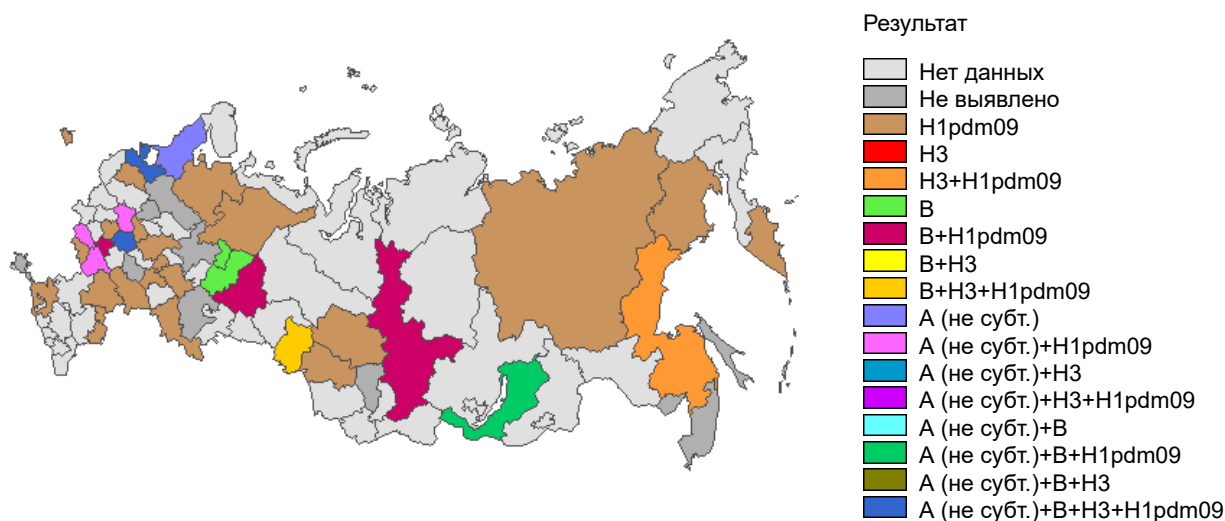 Результат
Нет данных
Не выявлено
H1pdm09
H3
H3+H1pdm09
B
B+H1pdm09
B+H3
B+H3+H1pdm09
А (не субт.)
А (не субт.)+H1pdm09
А (не субт.)+H3
А (не субт.)+H3+H1pdm09
А (не субт.)+B
А (не субт.)+B+H1pdm09
А (не субт.)+B+H3
А (не субт.)+B+H3+H1pdm09